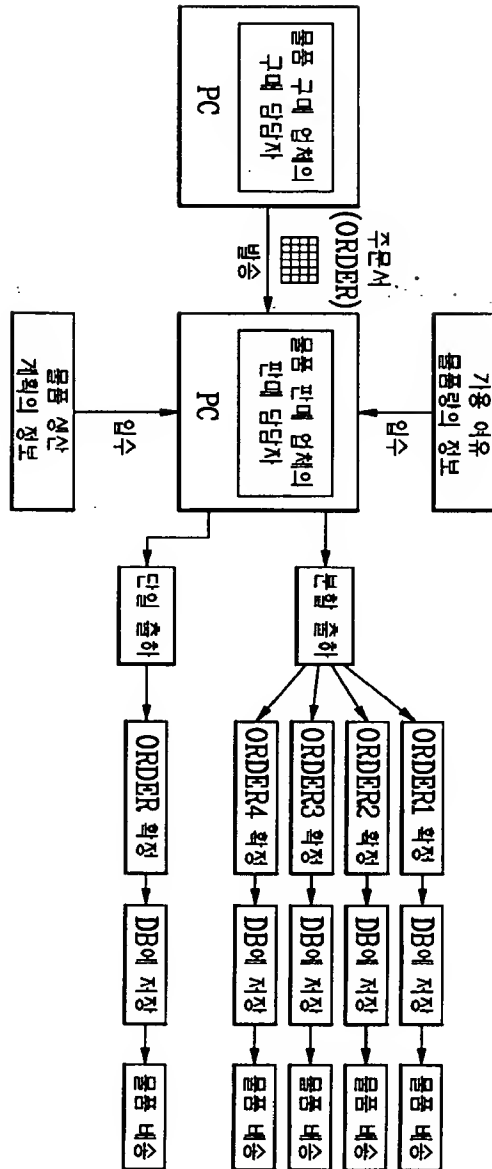 가용 여유
물품량의 정보
입수
물품 구매 업체의
구매 담당자
PC
주문서
(ORDER)
발송
물품 판매 업체의
판매 담당자
PC
입수
물품 생산
계획의 정보
분할 출하
ORDER1 확정
DB에 저장
물품 배송
ORDER2 확정
DB에 저장
물품 배송
ORDER3 확정
DB에 저장
물품 배송
ORDER4 확정
DB에 저장
물품 배송
단일 출하
ORDER 확정
DB에 저장
물품 배송